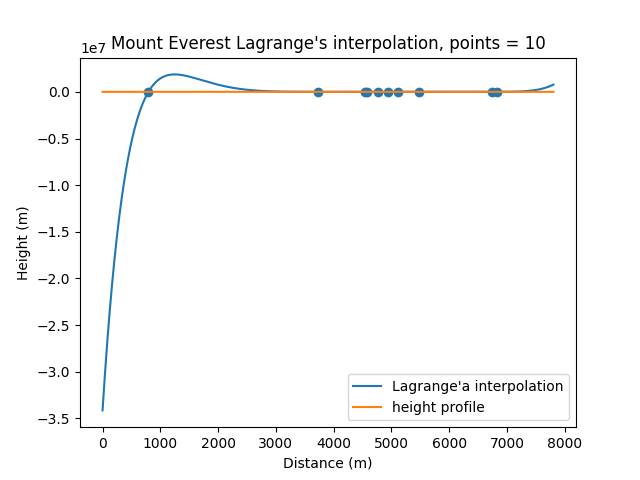 Mount Everest Lagrange's interpolation, points = 10
1e7
0.0
−0.5
−1.0
−1.5
−2.0
−2.5
−3.0
−3.5
Height (m)
0 1000 2000 3000 4000 5000 6000 7000 8000
Distance (m)
Lagrange'a interpolation
height profile